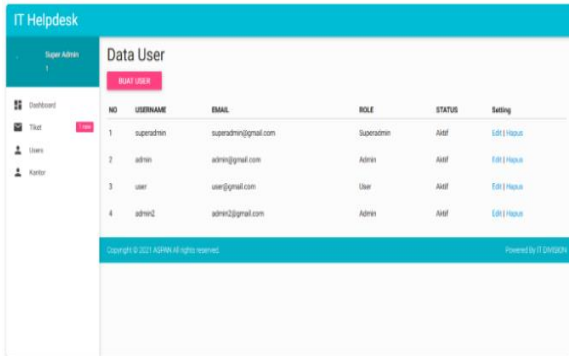 IT Helpdesk
Super Admin
1
Dashboard
Tiket
Users
Kantor
Data User
BUAT USER
NO USERNAME EMAIL ROLE STATUS Setting
1 superadmin superadmin@gmail.com Superadmin Aktif Edit | Hapus
2 admin admin@gmail.com Admin Aktif Edit | Hapus
3 user user@gmail.com User Aktif Edit | Hapus
4 admin2 admin2@gmail.com Admin Aktif Edit | Hapus
Copyright © 2021 ASPAN All rights reserved. Powered By IT DIVISION